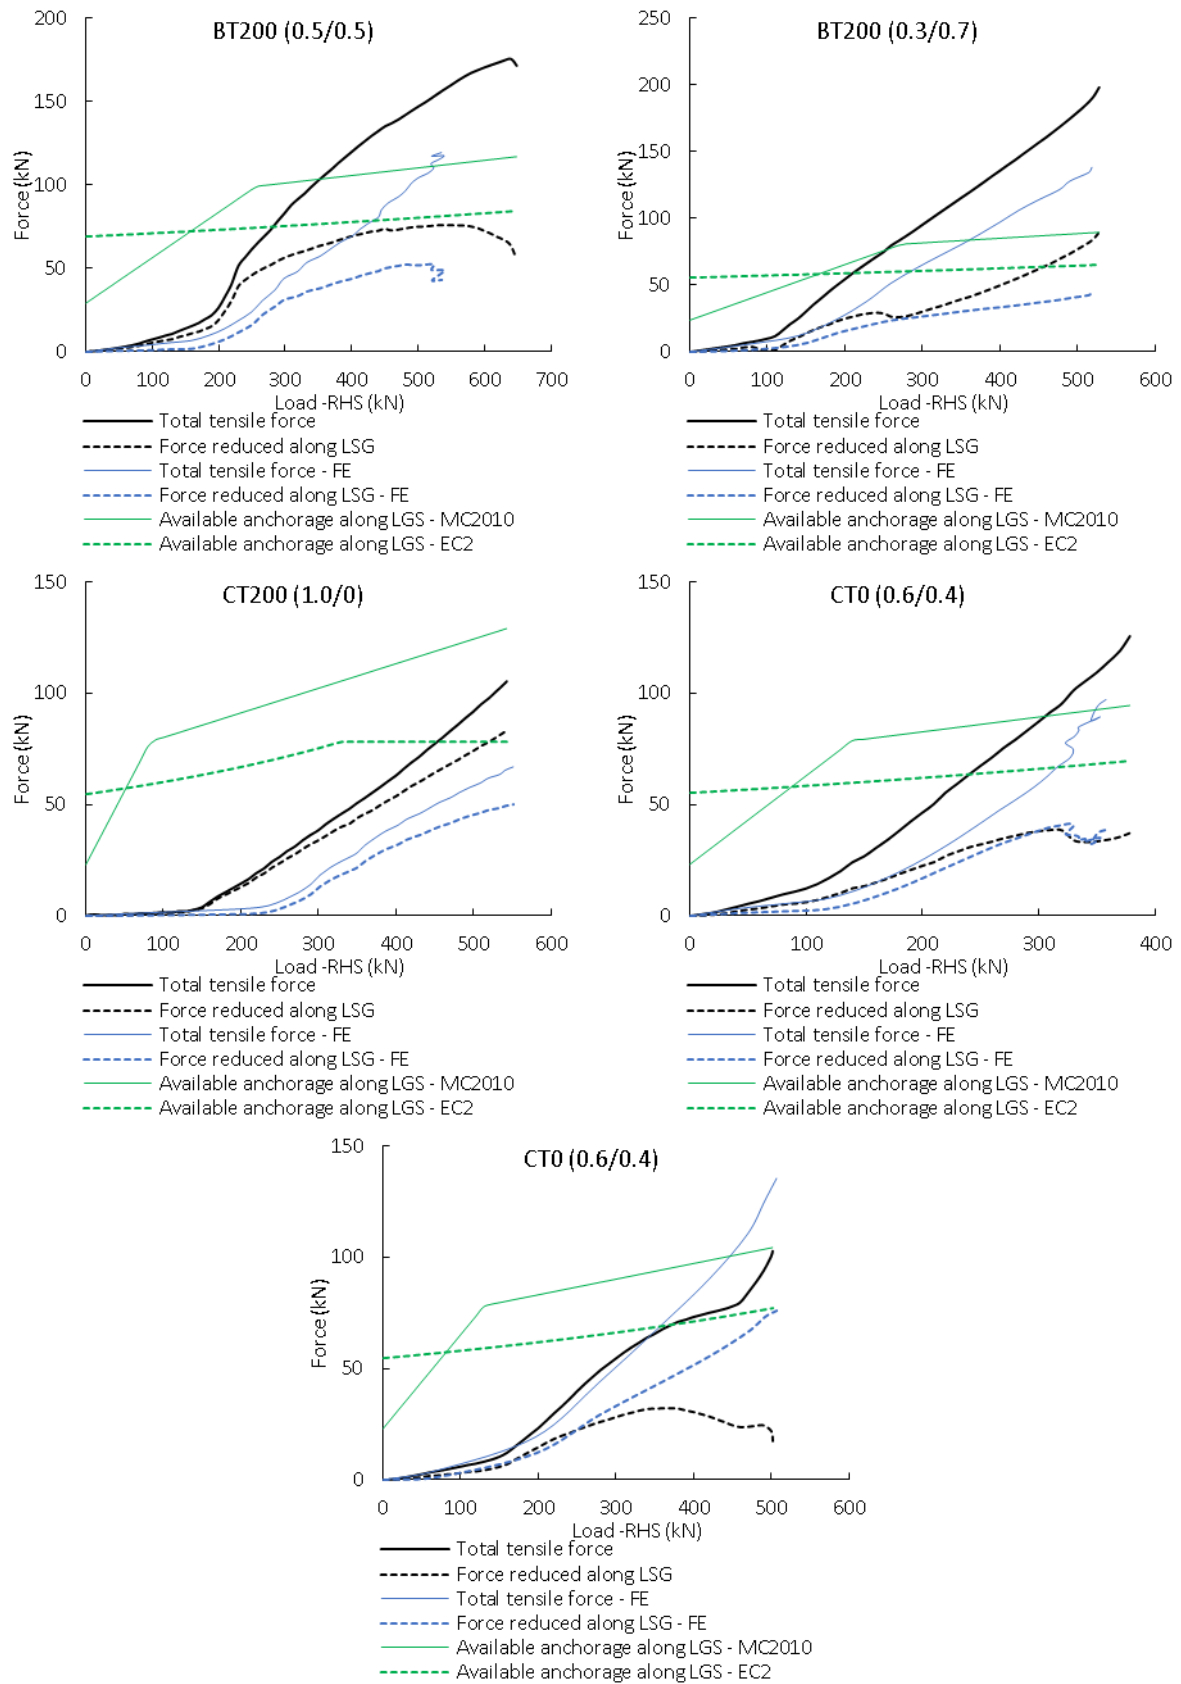 BT200 (0.5/0.5)
200
150
100
50
0
Force (kN)
0 100 200 300 400 500 600 700
Load -RHS (kN)
Total tensile force
Force reduced along LSG
Total tensile force - FE
Force reduced along LSG - FE
Available anchorage along LGS - MC2010
Available anchorage along LGS - EC2
BT200 (0.3/0.7)
250
200
150
100
50
0
Force (kN)
0 100 200 300 400 500 600
Load -RHS (kN)
Total tensile force
Force reduced along LSG
Total tensile force - FE
Force reduced along LSG - FE
Available anchorage along LGS - MC2010
Available anchorage along LGS - EC2
CT200 (1.0/0)
150
100
50
0
Force (kN)
0 100 200 300 400 500 600
Load -RHS (kN)
Total tensile force
Force reduced along LSG
Total tensile force - FE
Force reduced along LSG - FE
Available anchorage along LGS - MC2010
Available anchorage along LGS - EC2
CT0 (0.6/0.4)
150
100
50
0
Force (kN)
0 100 200 300 400
Load -RHS (kN)
Total tensile force
Force reduced along LSG
Total tensile force - FE
Force reduced along LSG - FE
Available anchorage along LGS - MC2010
Available anchorage along LGS - EC2
CT0 (0.6/0.4)
150
100
50
0
Force (kN)
0 100 200 300 400 500 600
Load -RHS (kN)
Total tensile force
Force reduced along LSG
Total tensile force - FE
Force reduced along LSG - FE
Available anchorage along LGS - MC2010
Available anchorage along LGS - EC2